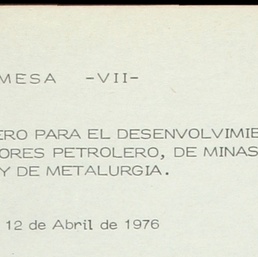 MESA -VII-
ERO PARA EL DESENVOLVIMIE
ORES PETROLERO, DE MINAS
Y DE METALURGIA.
12 de Abril de 1976